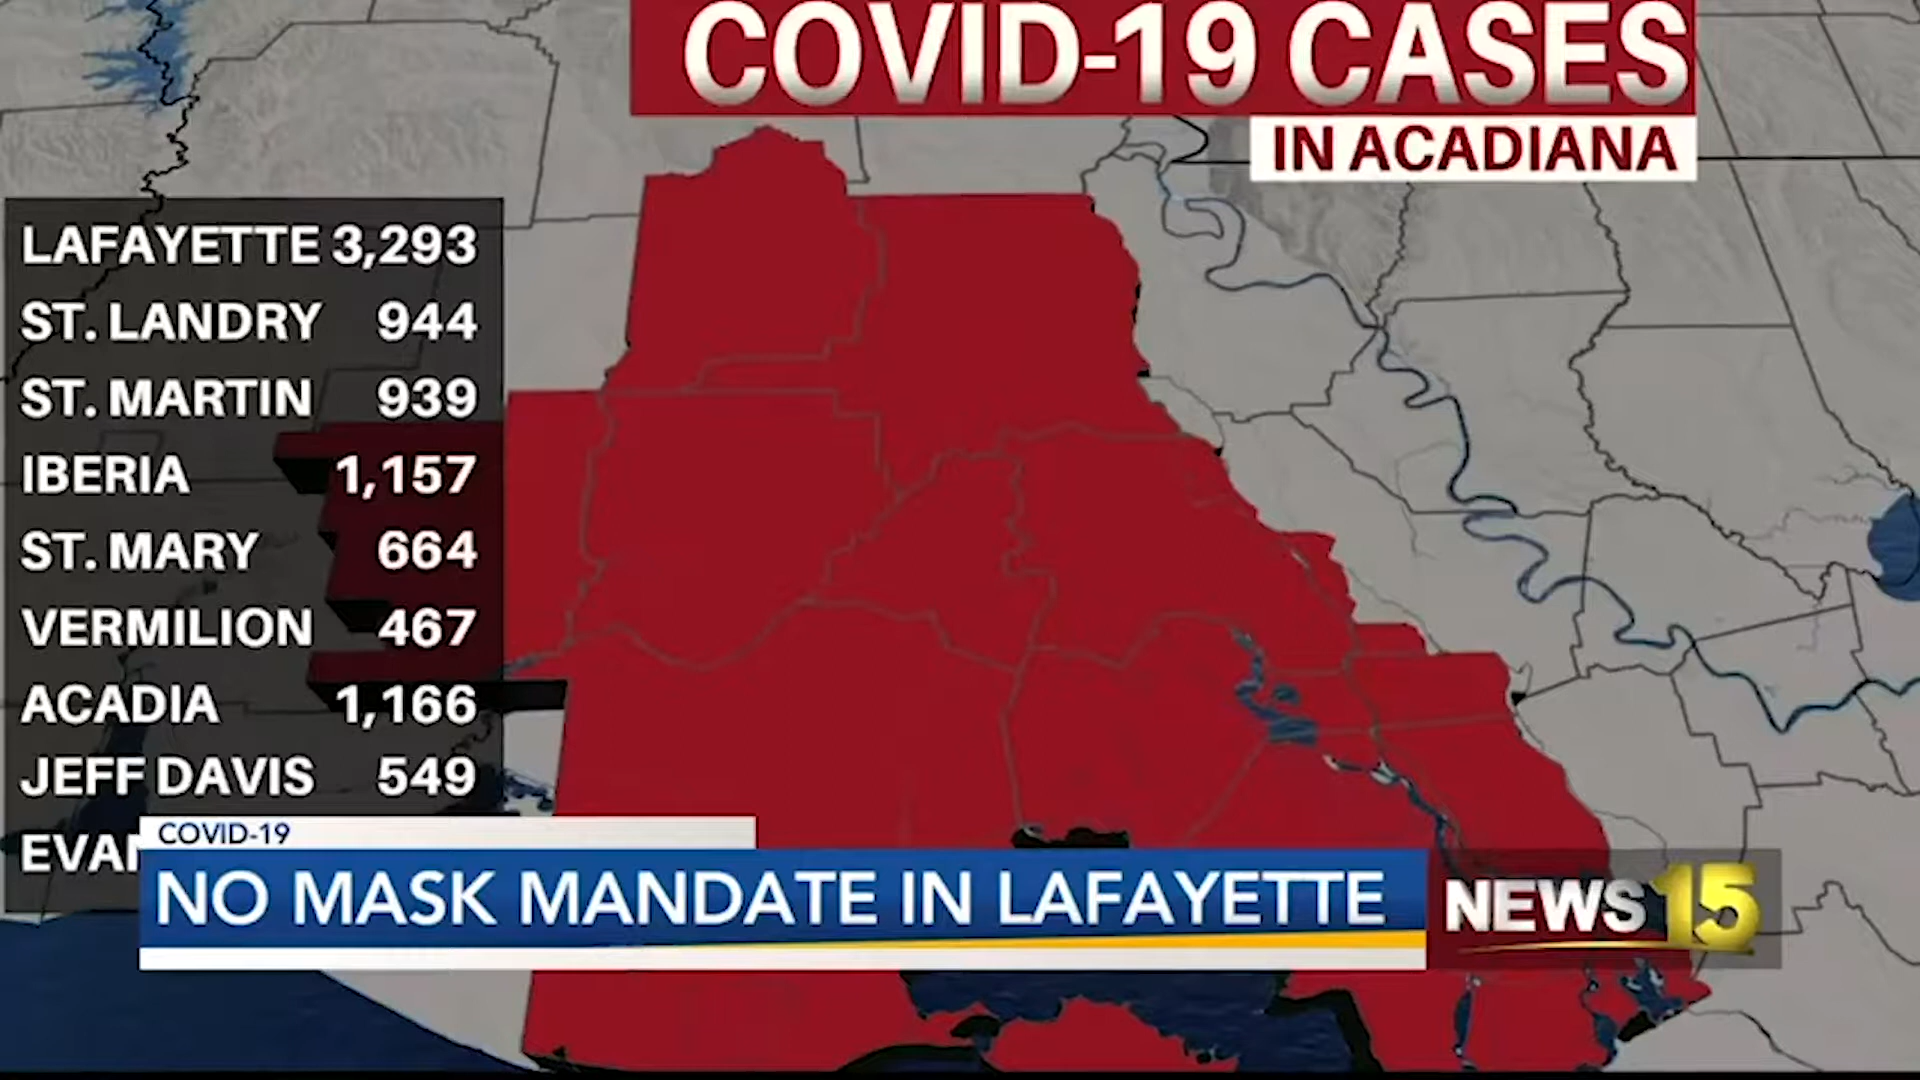 COVID-19 CASES
IN ACADIANA
LAFAYETTE 3,293
ST. LANDRY 944
ST. MARTIN 939
IBERIA 1,157
ST. MARY 664
VERMILION 467
ACADIA 1,166
JEFF DAVIS 549
EVAN
COVID-19
NO MASK MANDATE IN LAFAYETTE
NEWS 15